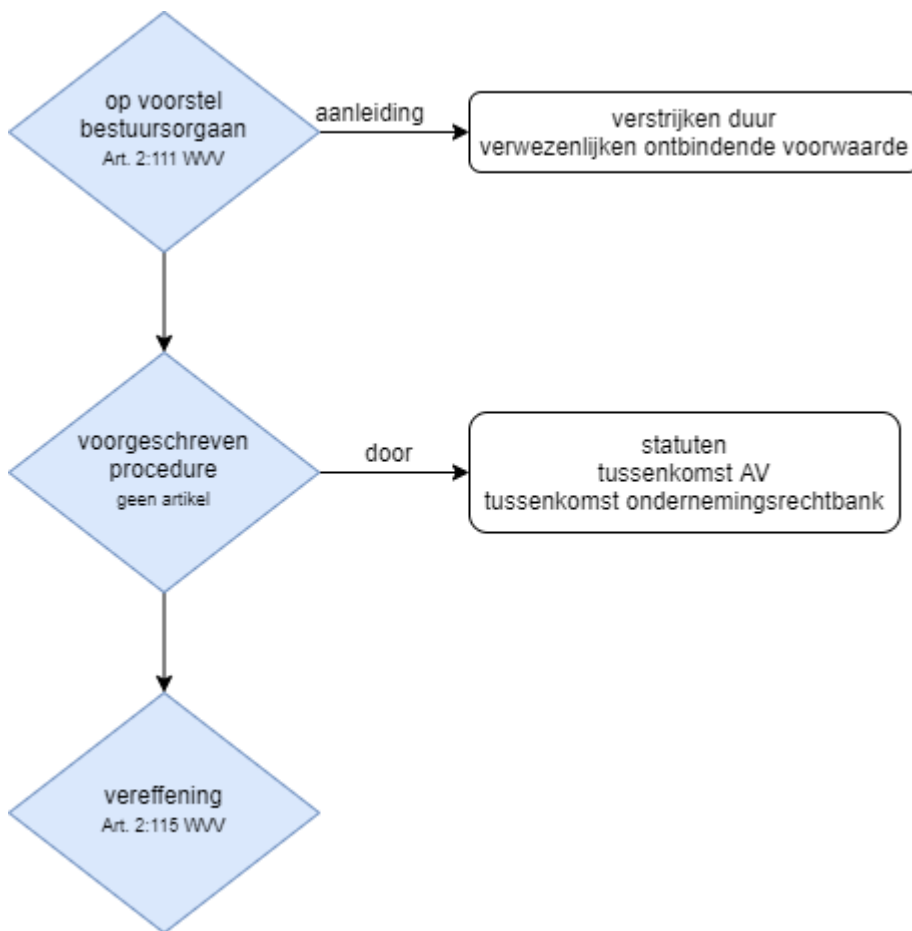 op voorstel
bestuursorgaan
Art. 2:111 WVV
aanleiding
verstrijken duur
verwezenlijken ontbindende voorwaarde
voorgeschreven
procedure
geen artikel
door
statuten
tussenkomst AV
tussenkomst ondernemingsrechtbank
vereffening
Art. 2:115 WVV